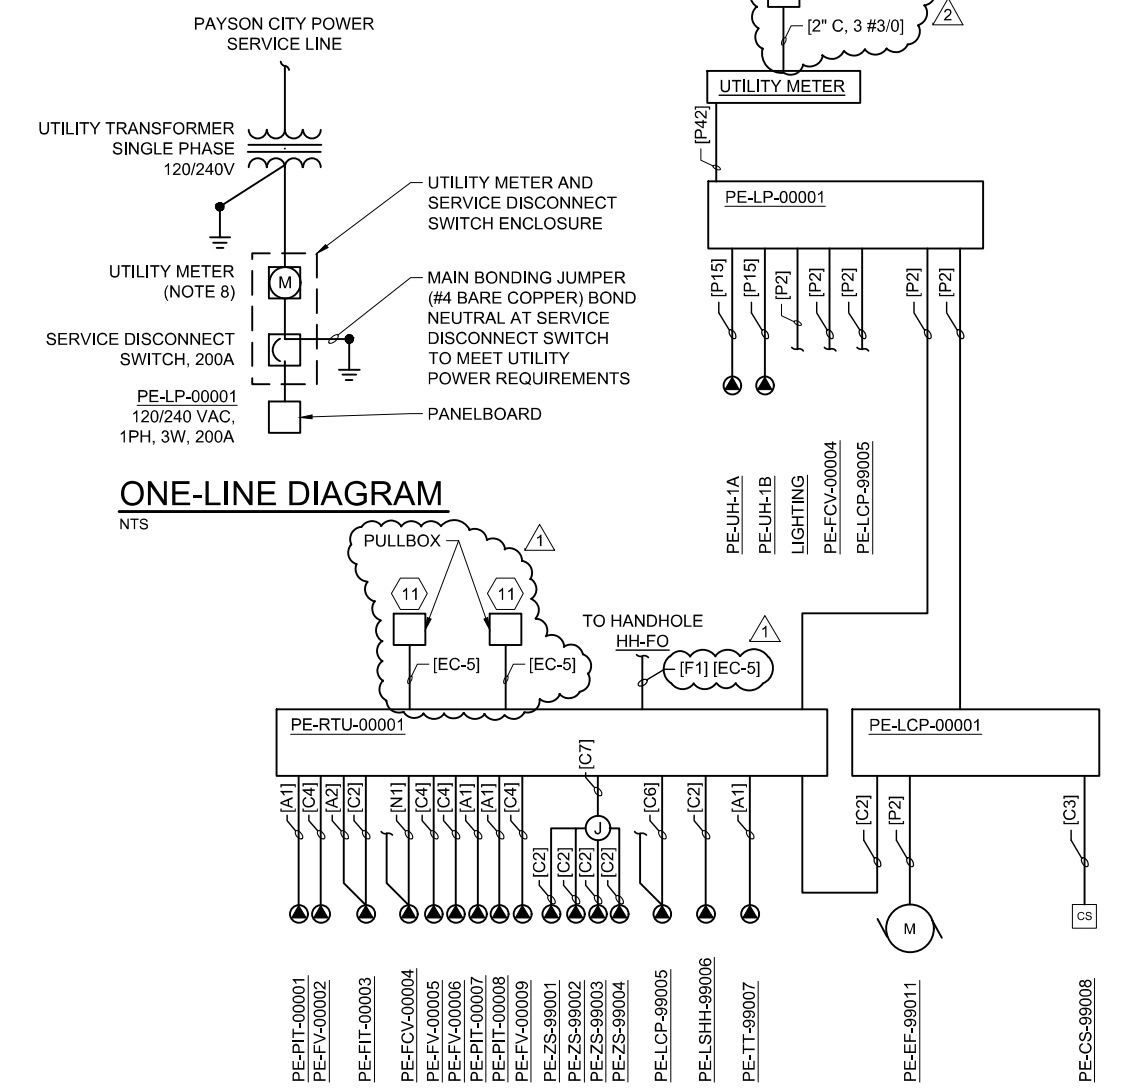 PAYSON CITY POWER
SERVICE LINE
UTILITY TRANSFORMER
SINGLE PHASE
120/240V
UTILITY METER AND
SERVICE DISCONNECT
SWITCH ENCLOSURE
UTILITY METER
(NOTE 8)
M
MAIN BONDING JUMPER
(#4 BARE COPPER) BOND
NEUTRAL AT SERVICE
DISCONNECT SWITCH
TO MEET UTILITY
POWER REQUIREMENTS
SERVICE DISCONNECT
SWITCH, 200A
PE-LP-00001
120/240 VAC,
1PH, 3W, 200A
PANELBOARD
ONE-LINE DIAGRAM
NTS
[2" C, 3 #3/0]
2
UTILITY METER
[P42]
PE-LP-00001
[P15]
[P15]
[P2]
[P2]
[P2]
[P2]
[P2]
PE-UH-1A
PE-UH-1B
LIGHTING
PE-FCV-00004
PE-LCP-99005
PULLBOX
1
11
11
[EC-5]
[EC-5]
TO HANDHOLE
HH-FO
1
[F1] [EC-5]
PE-RTU-00001
PE-LCP-00001
[A1]
[C4]
[A2]
[C2]
[N1]
[C4]
[C4]
[A1]
[A1]
[C4]
[C7]
J
[C2]
[C2]
[C2]
[C2]
[C6]
[C2]
[A1]
[C2]
[P2]
[C3]
M
CS
PE-PIT-00001
PE-FV-00002
PE-FIT-00003
PE-FCV-00004
PE-FV-00005
PE-FV-00006
PE-PIT-00007
PE-PIT-00008
PE-FV-00009
PE-ZS-99001
PE-ZS-99002
PE-ZS-99003
PE-ZS-99004
PE-LCP-99005
PE-LSHH-99006
PE-TT-99007
PE-EF-99011
PE-CS-99008